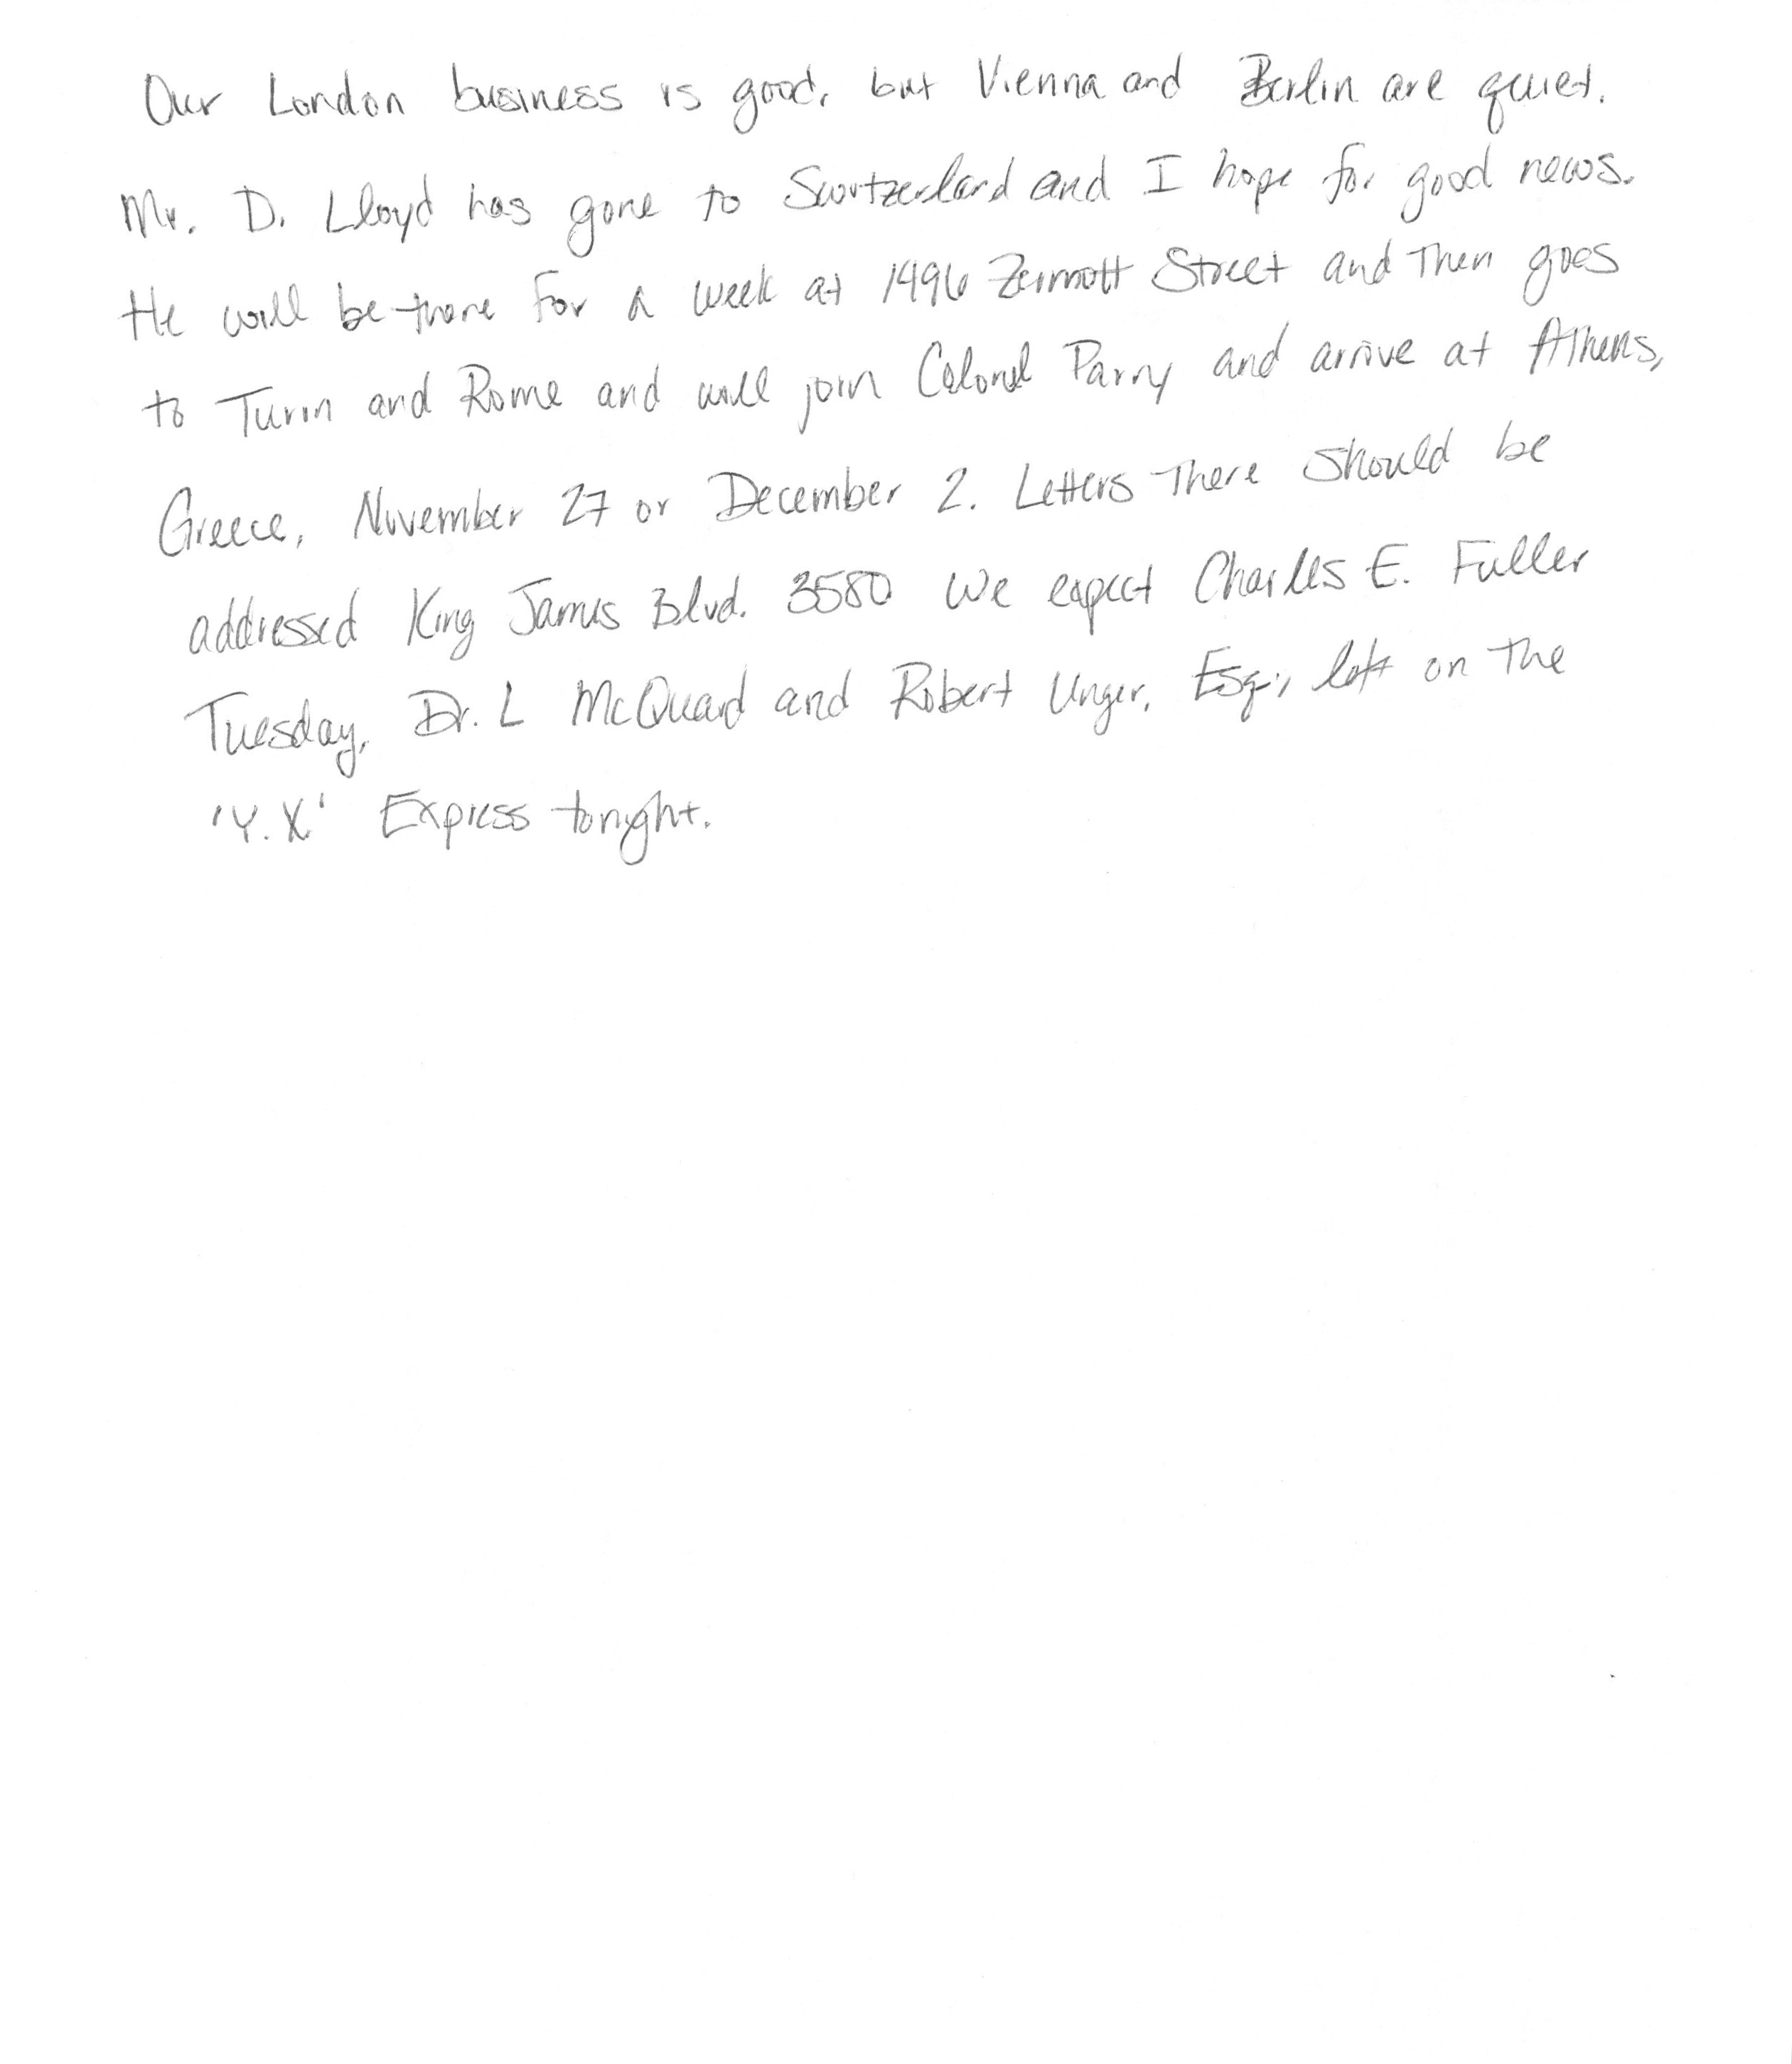 Our London business is good, but Vienna and Berlin are quiet.
Mr. D. Lloyd has gone to Switzerland and I hope for good news.
He will be there for a week at 1496 Zermott Street and then goes
to Turin and Rome and will join Colonel Parry and arrive at Athens,
Greece, November 27 or December 2. Letters there should be
addressed King James Blvd. 3580 We expect Charles E. Fuller
Tuesday, Dr. L McQuaid and Robert Unger, Esq., left on the
'Y.X.' Express tonight.